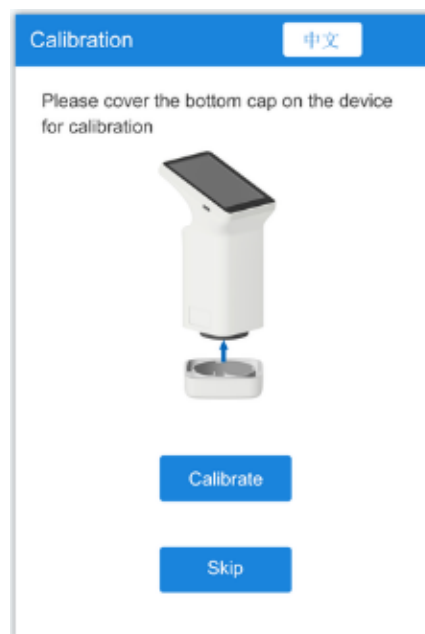 Calibration
中文
Please cover the bottom cap on the device
for calibration
Calibrate
Skip